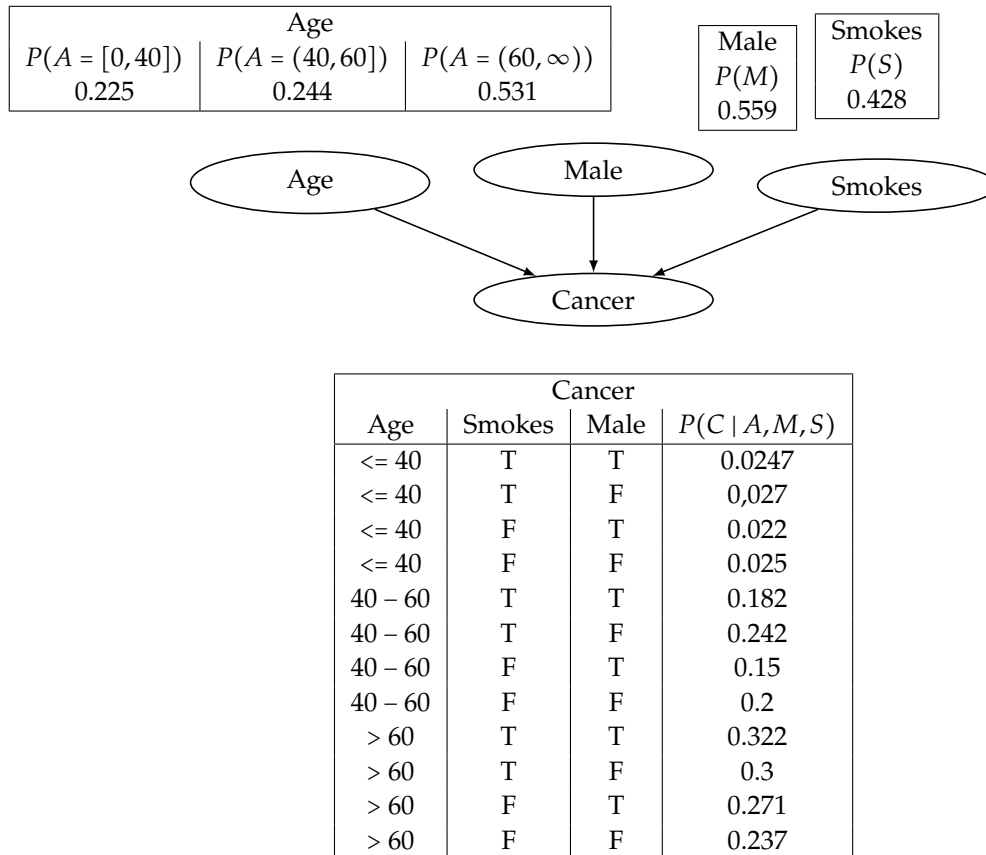 Age
P(A = [0, 40]) P(A = (40, 60]) P(A = (60, ∞))
0.225 0.244 0.531
Male
P(M)
0.559
Smokes
P(S)
0.428
Age
Male
Smokes
Cancer
Cancer
Age Smokes Male P(C | A, M, S)
<= 40 T T 0.0247
<= 40 T F 0,027
<= 40 F T 0.022
<= 40 F F 0.025
40 – 60 T T 0.182
40 – 60 T F 0.242
40 – 60 F T 0.15
40 – 60 F F 0.2
> 60 T T 0.322
> 60 T F 0.3
> 60 F T 0.271
> 60 F F 0.237